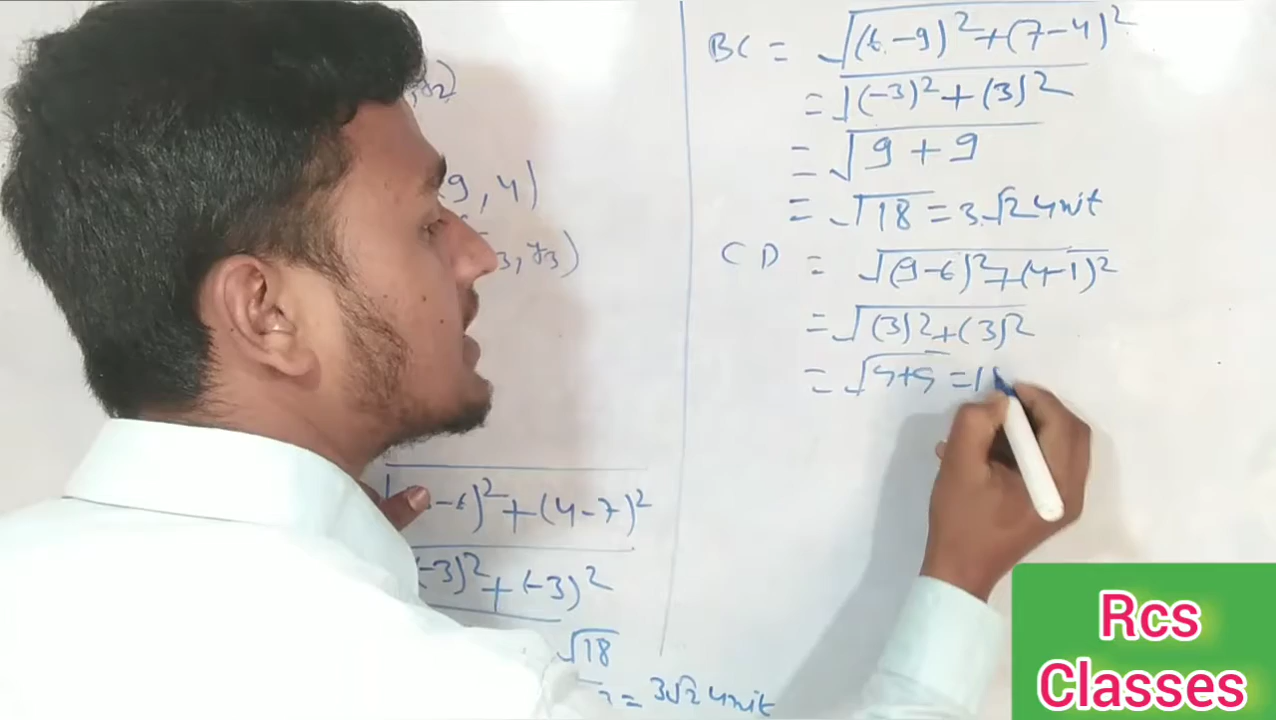 ,y2)
9, 4)
3, y3)
-6)² + (4-7)²
(-3)² + (-3)²
√18
= 3√2 unit
BC = √(6-9)² + (7-4)²
= √(-3)² + (3)²
= √9 + 9
= √18 = 3√2 unit
CD = √(9-6)² + (4-1)²
= √(3)² + (3)²
= √9+9 = 18
Rcs
Classes